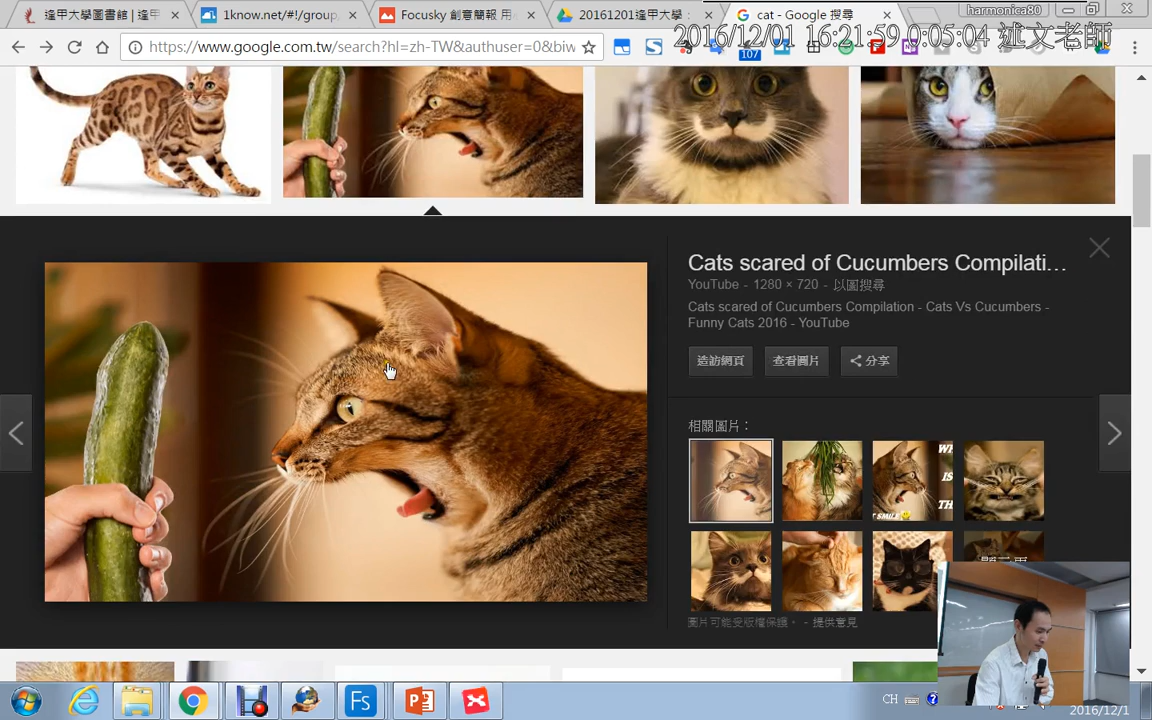 逢甲大學圖書館 | 逢甲
1know.net/#!/group
Focusky 創意簡報 用
20161201逢甲大學：
cat - Google 搜尋
harmonica80
https://www.google.com.tw/search?hl=zh-TW&authuser=0&biw
2016/12/01 16:21:59 0:05:04 述文老師
107
Cats scared of Cucumbers Compilati...
YouTube - 1280 × 720 - 以圖搜尋
Cats scared of Cucumbers Compilation - Cats Vs Cucumbers -
Funny Cats 2016 - YouTube
造訪網頁
查看圖片
分享
相關圖片：
IS
TH
SMILE
圖片可能受版權保護。 - 提供意見
Fs
CH
2016/12/1